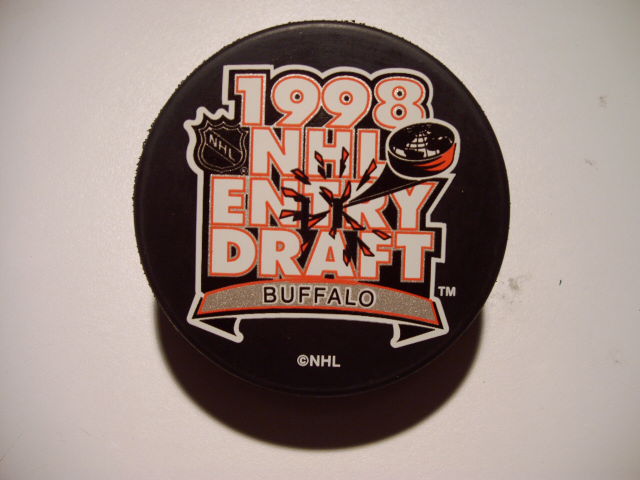 1998
NHL
NHL
ENTRY
DRAFT
BUFFALO
TM
©NHL